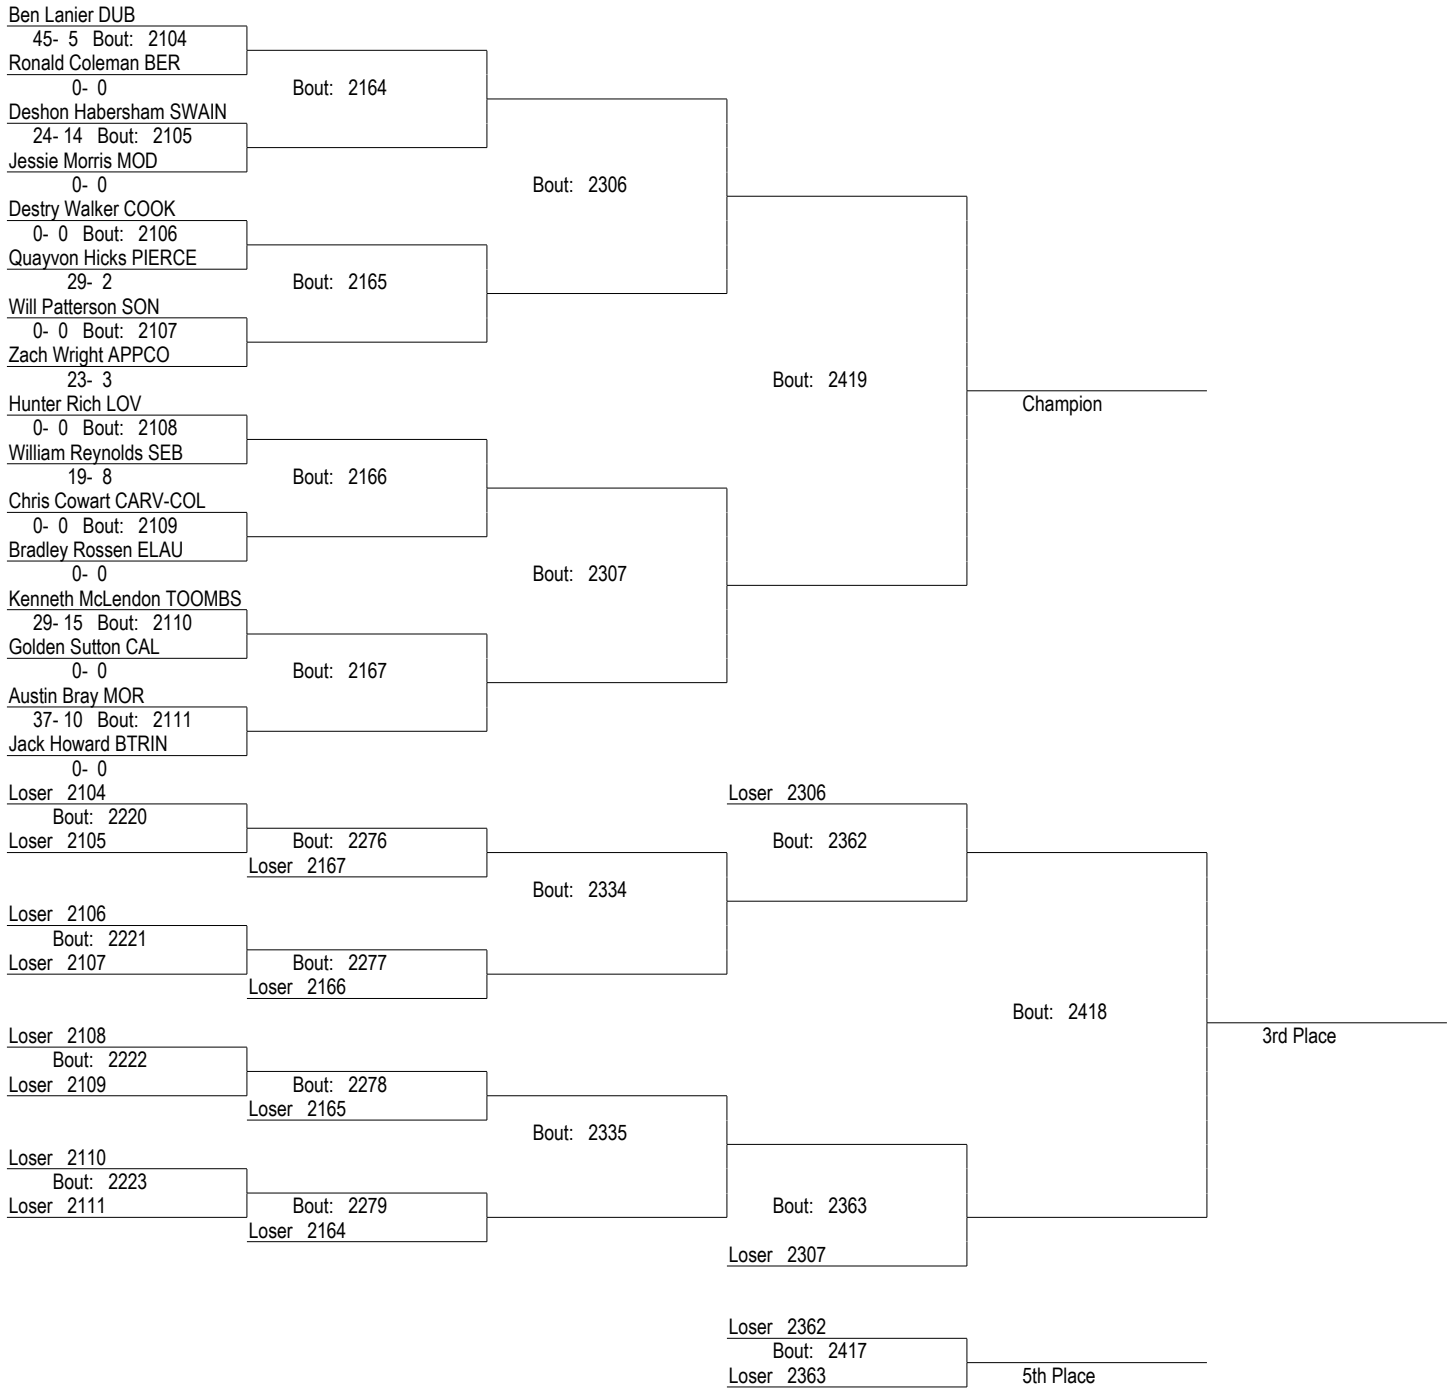 Ben Lanier DUB
45- 5 Bout: 2104
Ronald Coleman BER
0- 0
Bout: 2164
Deshon Habersham SWAIN
24- 14 Bout: 2105
Jessie Morris MOD
0- 0
Bout: 2306
Destry Walker COOK
0- 0 Bout: 2106
Quayvon Hicks PIERCE
29- 2
Bout: 2165
Will Patterson SON
0- 0 Bout: 2107
Zach Wright APPCO
23- 3
Bout: 2419
Hunter Rich LOV
Champion
0- 0 Bout: 2108
William Reynolds SEB
19- 8
Bout: 2166
Chris Cowart CARV-COL
0- 0 Bout: 2109
Bradley Rossen ELAU
0- 0
Bout: 2307
Kenneth McLendon TOOMBS
29- 15 Bout: 2110
Golden Sutton CAL
0- 0
Bout: 2167
Austin Bray MOR
37- 10 Bout: 2111
Jack Howard BTRIN
0- 0
Loser 2104
Loser 2306
Bout: 2220
Loser 2105
Bout: 2276
Bout: 2362
Loser 2167
Bout: 2334
Loser 2106
Bout: 2221
Loser 2107
Bout: 2277
Loser 2166
Bout: 2418
Loser 2108
3rd Place
Bout: 2222
Loser 2109
Bout: 2278
Loser 2165
Bout: 2335
Loser 2110
Bout: 2223
Loser 2111
Bout: 2279
Bout: 2363
Loser 2164
Loser 2307
Loser 2362
Bout: 2417
Loser 2363
5th Place